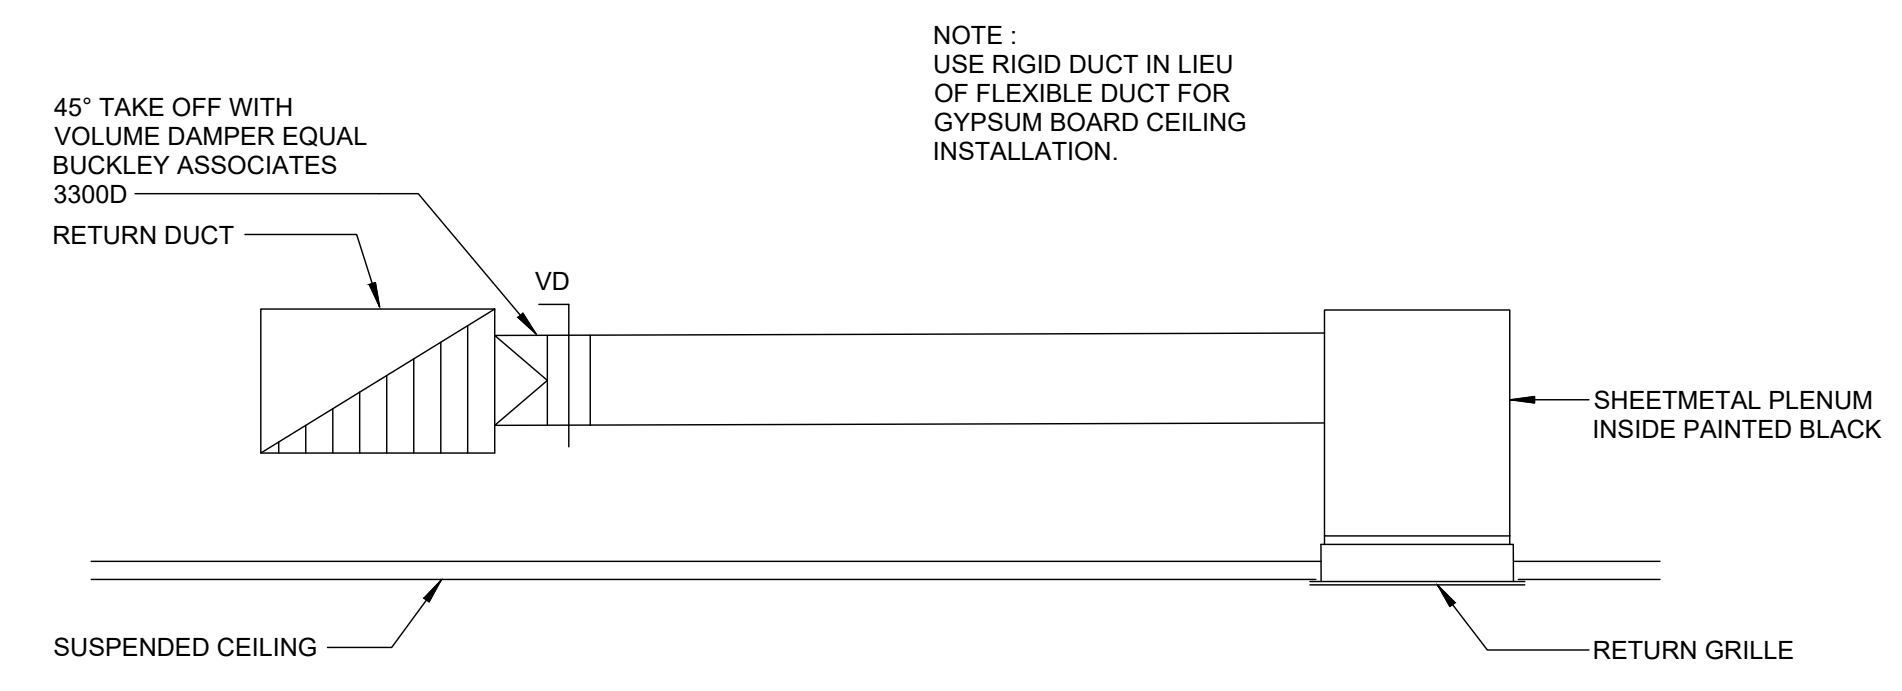 NOTE :
USE RIGID DUCT IN LIEU
OF FLEXIBLE DUCT FOR
GYPSUM BOARD CEILING
INSTALLATION.
45° TAKE OFF WITH
VOLUME DAMPER EQUAL
BUCKLEY ASSOCIATES
3300D
RETURN DUCT
VD
SHEETMETAL PLENUM
INSIDE PAINTED BLACK
SUSPENDED CEILING
RETURN GRILLE